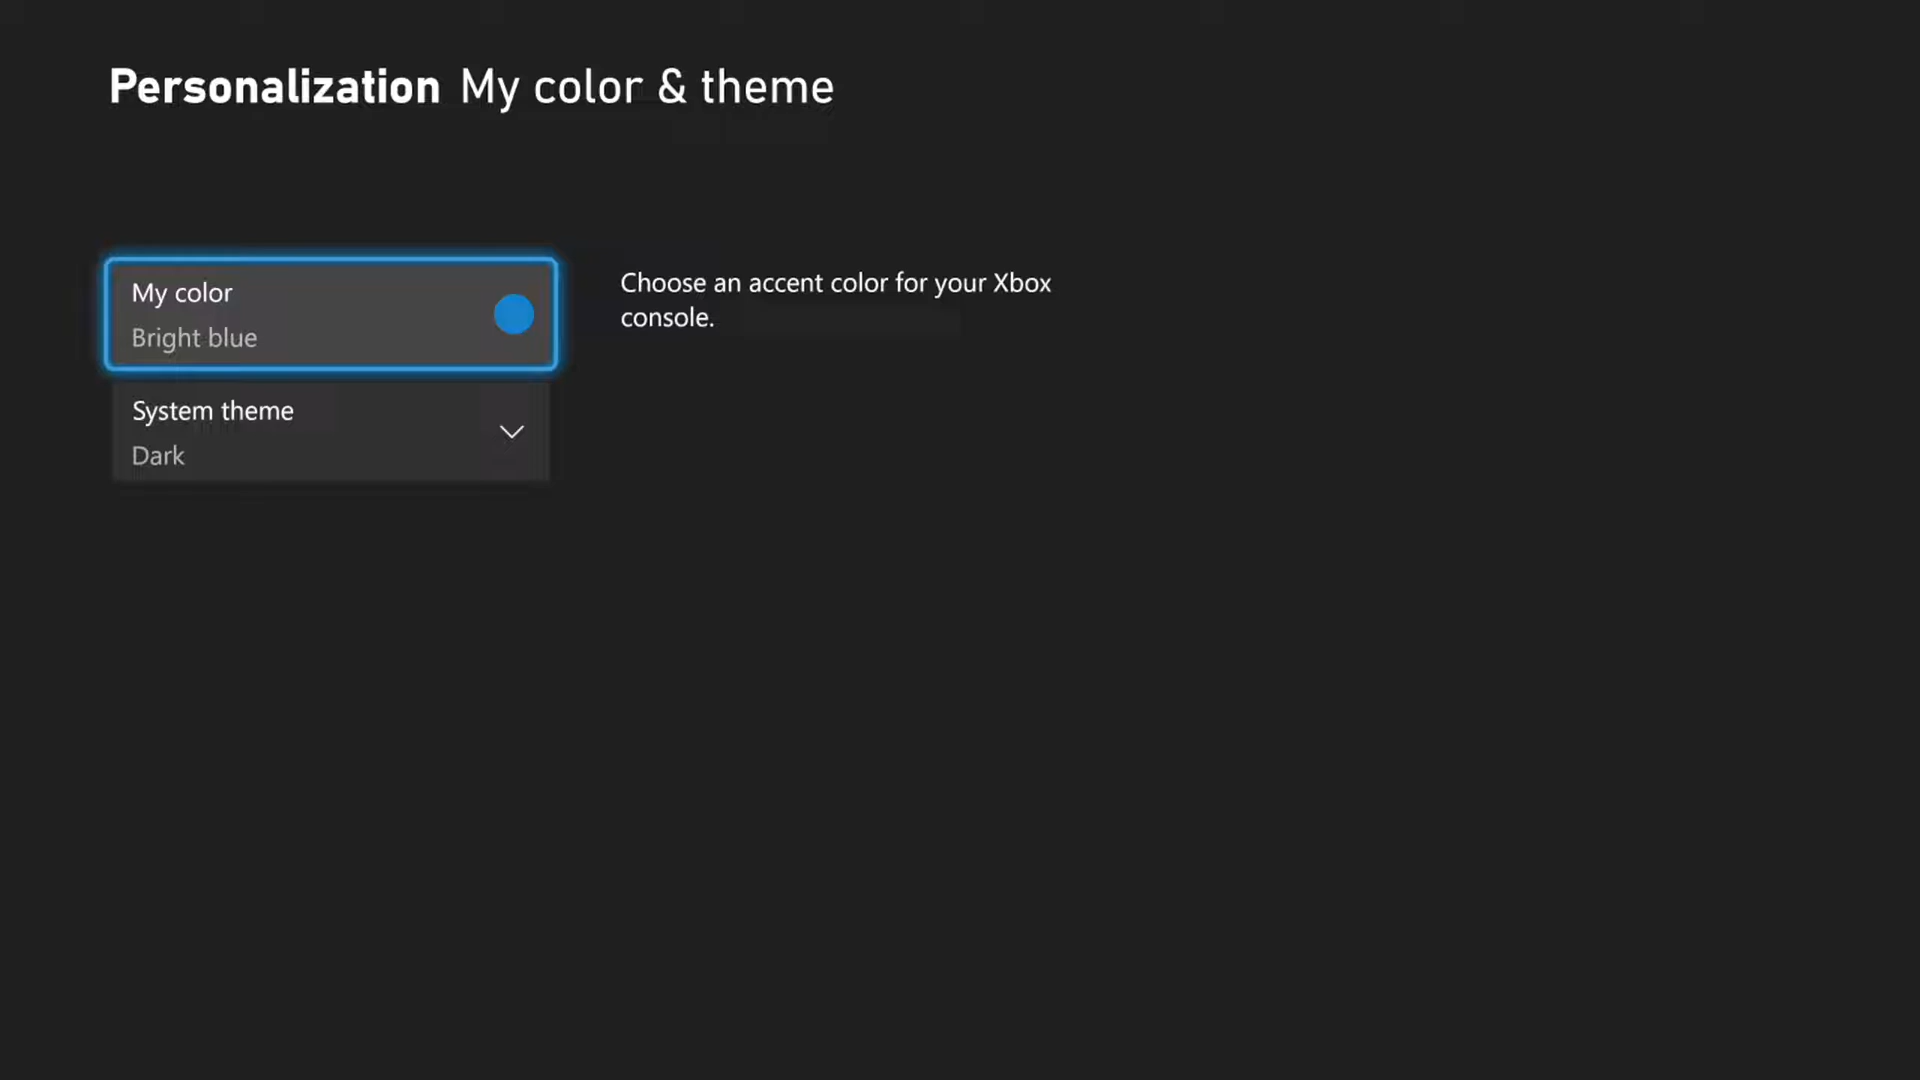 Personalization My color & theme
My color
Bright blue
Choose an accent color for your Xbox
console.
System theme
Dark